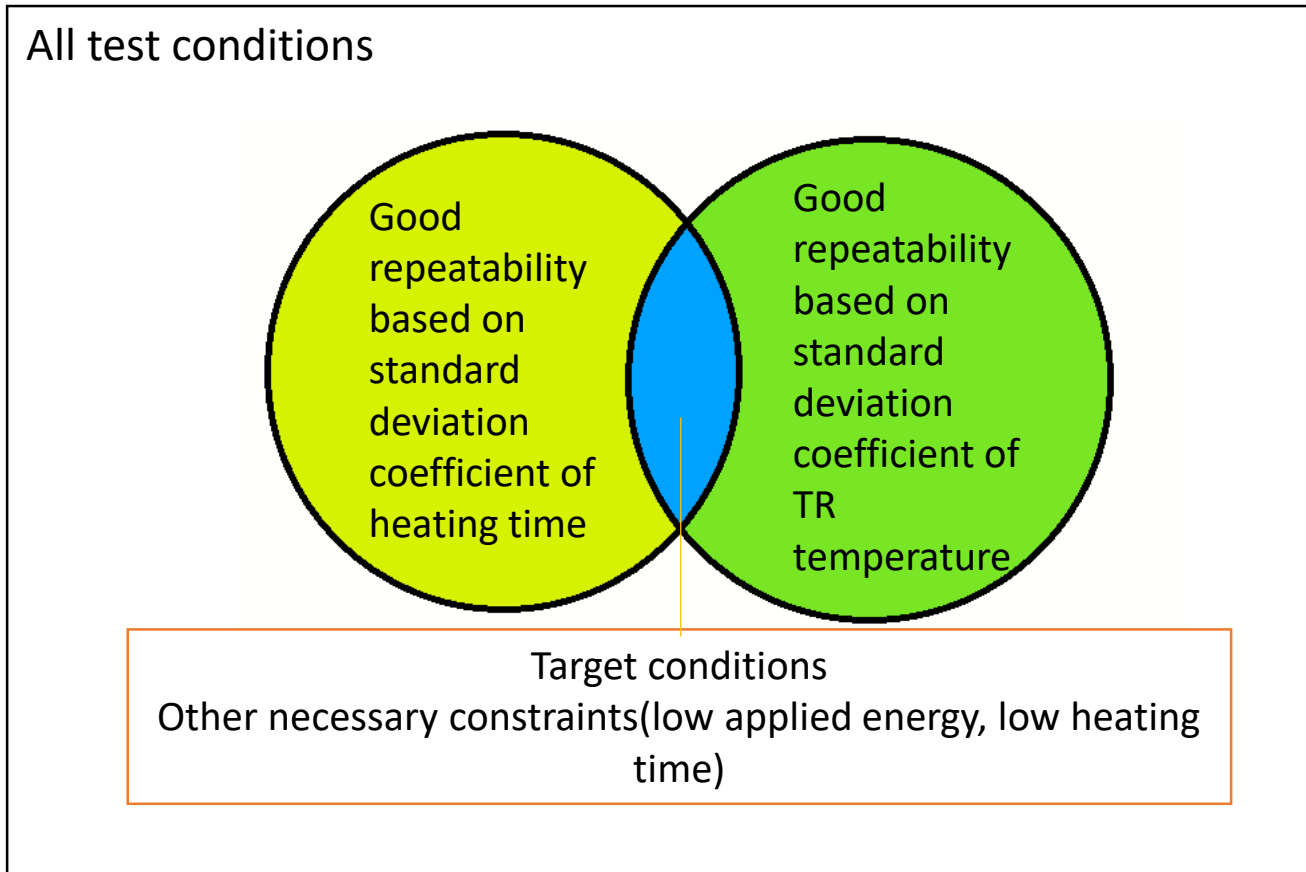 All test conditions
Good
repeatability
based on
standard
deviation
coefficient of
heating time
Good
repeatability
based on
standard
deviation
coefficient of
TR
temperature
Target conditions
Other necessary constraints(low applied energy, low heating
time)